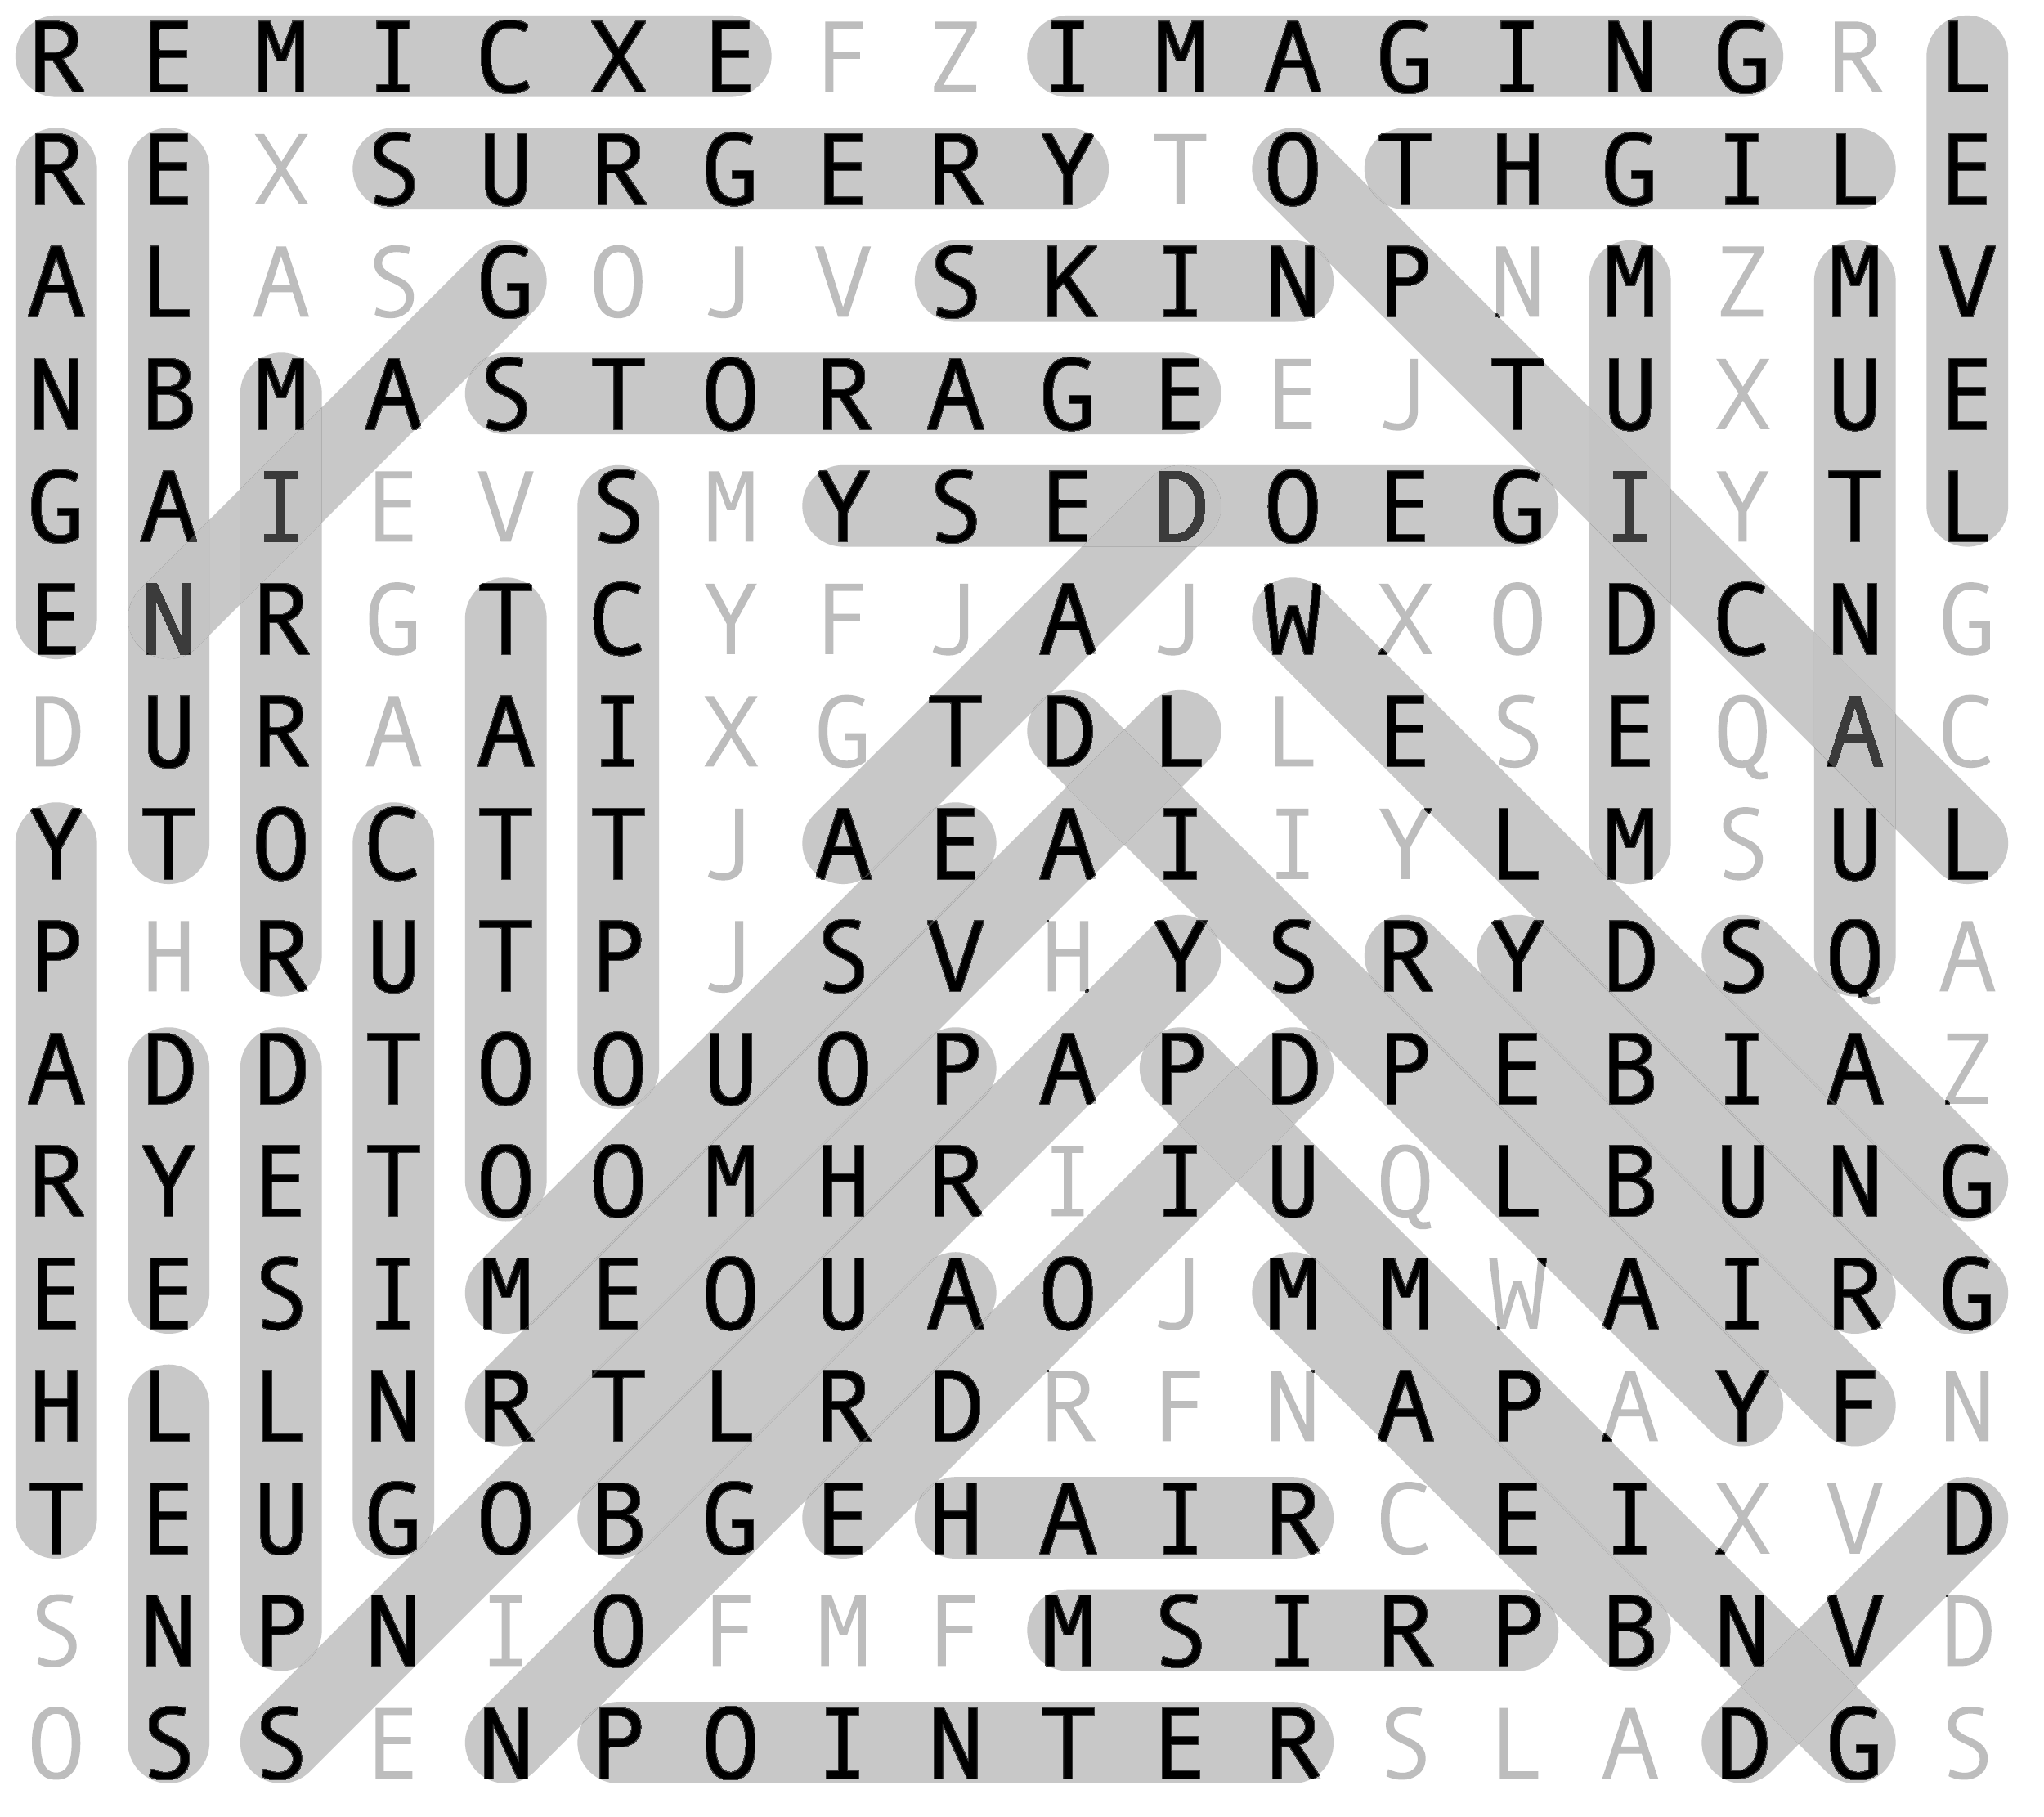 R E M I C X E F Z I M A G I N G R L
R E X S U R G E R Y T O T H G I L E
A L A S G O J V S K I N P N M Z M V
N B M A S T O R A G E E J T U X U E
G A I E V S M Y S E D O E G I Y T L
E N R G T C Y F J A J W X O D C N G
D U R A A I X G T D L L E S E Q A C
Y T O C T T J A E A I I Y L M S U L
P H R U T P J S V H Y S R Y D S Q A
A D D T O O U O P A P D P E B I A Z
R Y E T O O M H R I I U Q L B U N G
E E S I M E O U A O J M M W A I R G
H L L N R T L R D R F N A P A Y F N
T E U G O B G E H A I R C E I X V D
S N P N I O F M F M S I R P B N V D
O S S E N P O I N T E R S L A D G S